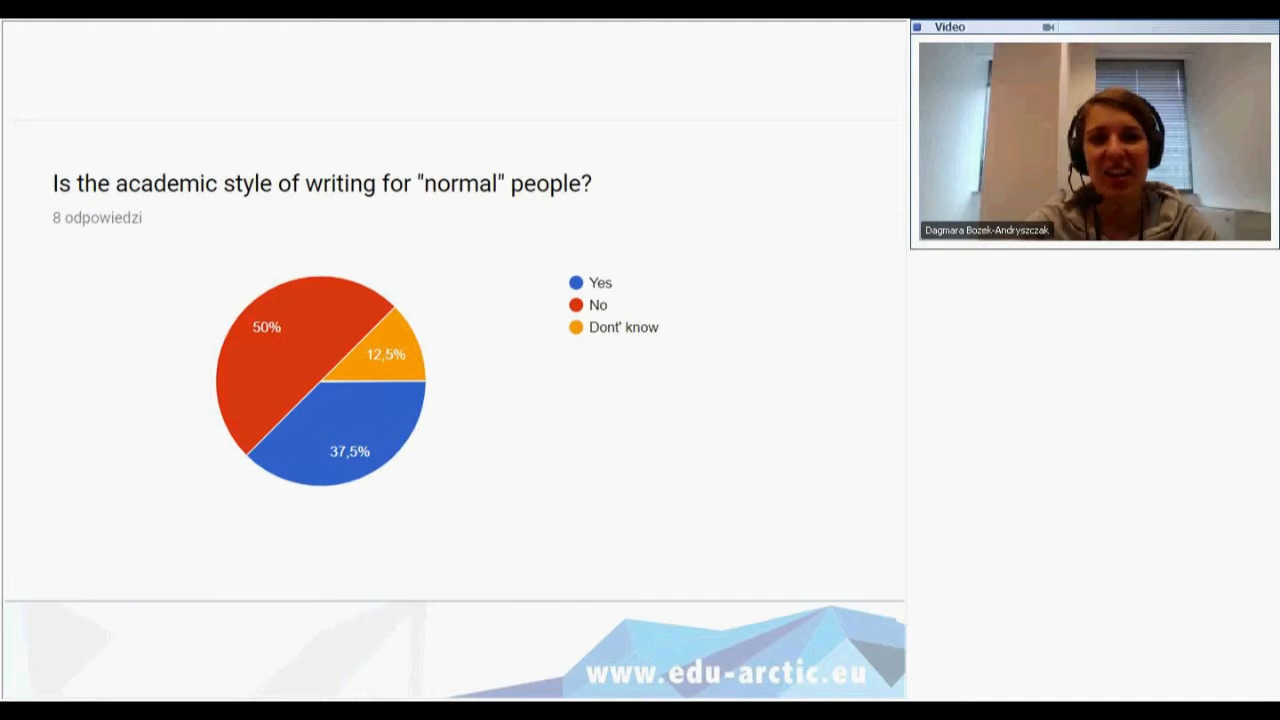 Is the academic style of writing for "normal" people?
8 odpowiedzi
50%
12,5%
37,5%
Yes
No
Dont' know
www.edu-arctic.eu
Video
Dagmara Bozek-Andryszczak